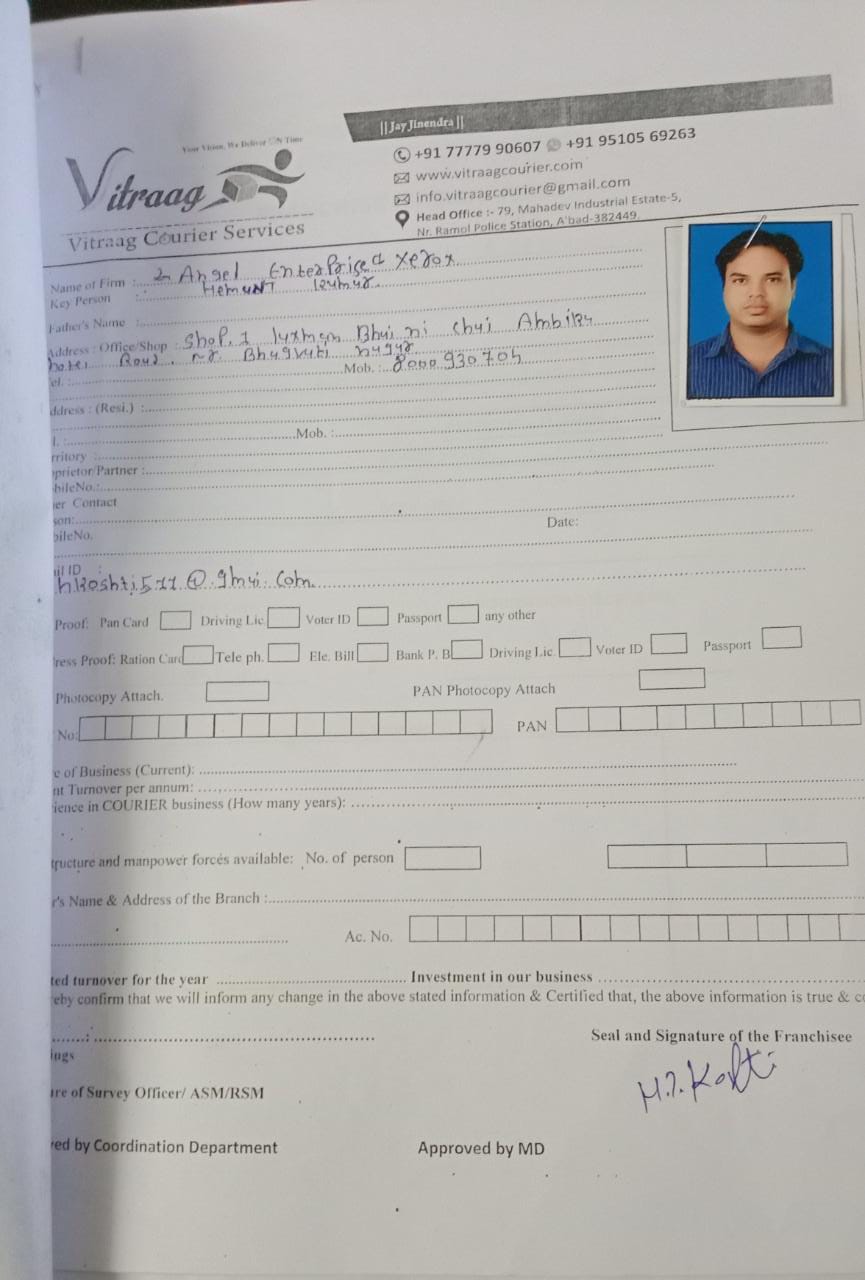 || Jay Jinendra ||
Your Vision, We Deliver ON Time
Vitraag
Vitraag Courier Services
+91 77779 90607 +91 95105 69263
www.vitraagcourier.com
info.vitraagcourier@gmail.com
Head Office :- 79, Mahadev Industrial Estate-5,
Nr. Ramol Police Station, A'bad-382449.
Name of Firm : Angel Enterprise & Xerox
Key Person : Hemant Kumar.
Father's Name :
Address : Office/Shop : Shop. 1 luxman Bhai ni Chai Ambika
hotel Road. nr Bhagvati nagar
el. : Mob. : 8000930705
ddress : (Resi.) :
l. : Mob. :
rritory :
oprietor/Partner :
bileNo.:
er Contact
son:
Date:
bileNo.
il ID :
hkoshti511@gmai.com.
Proof: Pan Card Driving Lic. Voter ID Passport any other
ress Proof: Ration Card Tele ph. Ele. Bill Bank P. B Driving Lic. Voter ID Passport
Photocopy Attach. PAN Photocopy Attach
No: PAN
e of Business (Current):
nt Turnover per annum:
ience in COURIER business (How many years):
tructure and manpower forces available: No. of person
r's Name & Address of the Branch :
Ac. No.
ted turnover for the year Investment in our business
eby confirm that we will inform any change in the above stated information & Certified that, the above information is true & co
Seal and Signature of the Franchisee
ings
re of Survey Officer/ ASM/RSM
ved by Coordination Department Approved by MD